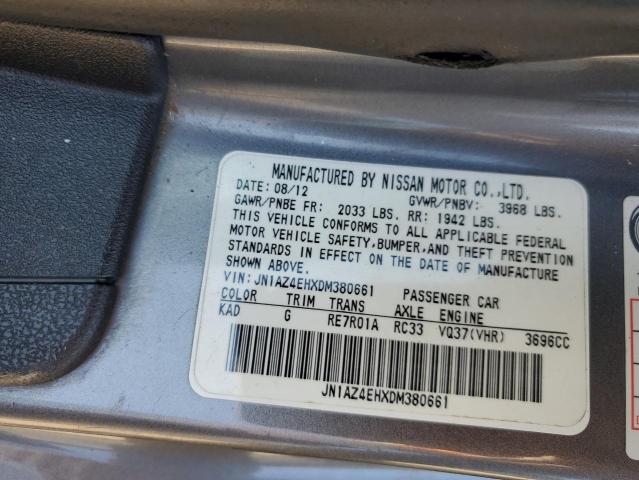 MANUFACTURED BY NISSAN MOTOR CO.,LTD.
DATE: 08/12 GVWR/PNBV: 3968 LBS.
GAWR/PNBE FR: 2033 LBS. RR: 1942 LBS.
THIS VEHICLE CONFORMS TO ALL APPLICABLE FEDERAL
MOTOR VEHICLE SAFETY,BUMPER,AND THEFT PREVENTION
STANDARDS IN EFFECT ON THE DATE OF MANUFACTURE
SHOWN ABOVE.
VIN:JN1AZ4EHXDM380661 PASSENGER CAR
COLOR TRIM TRANS AXLE ENGINE
KAD G RE7R01A RC33 VQ37(VHR) 3696CC
JN1AZ4EHXDM380661